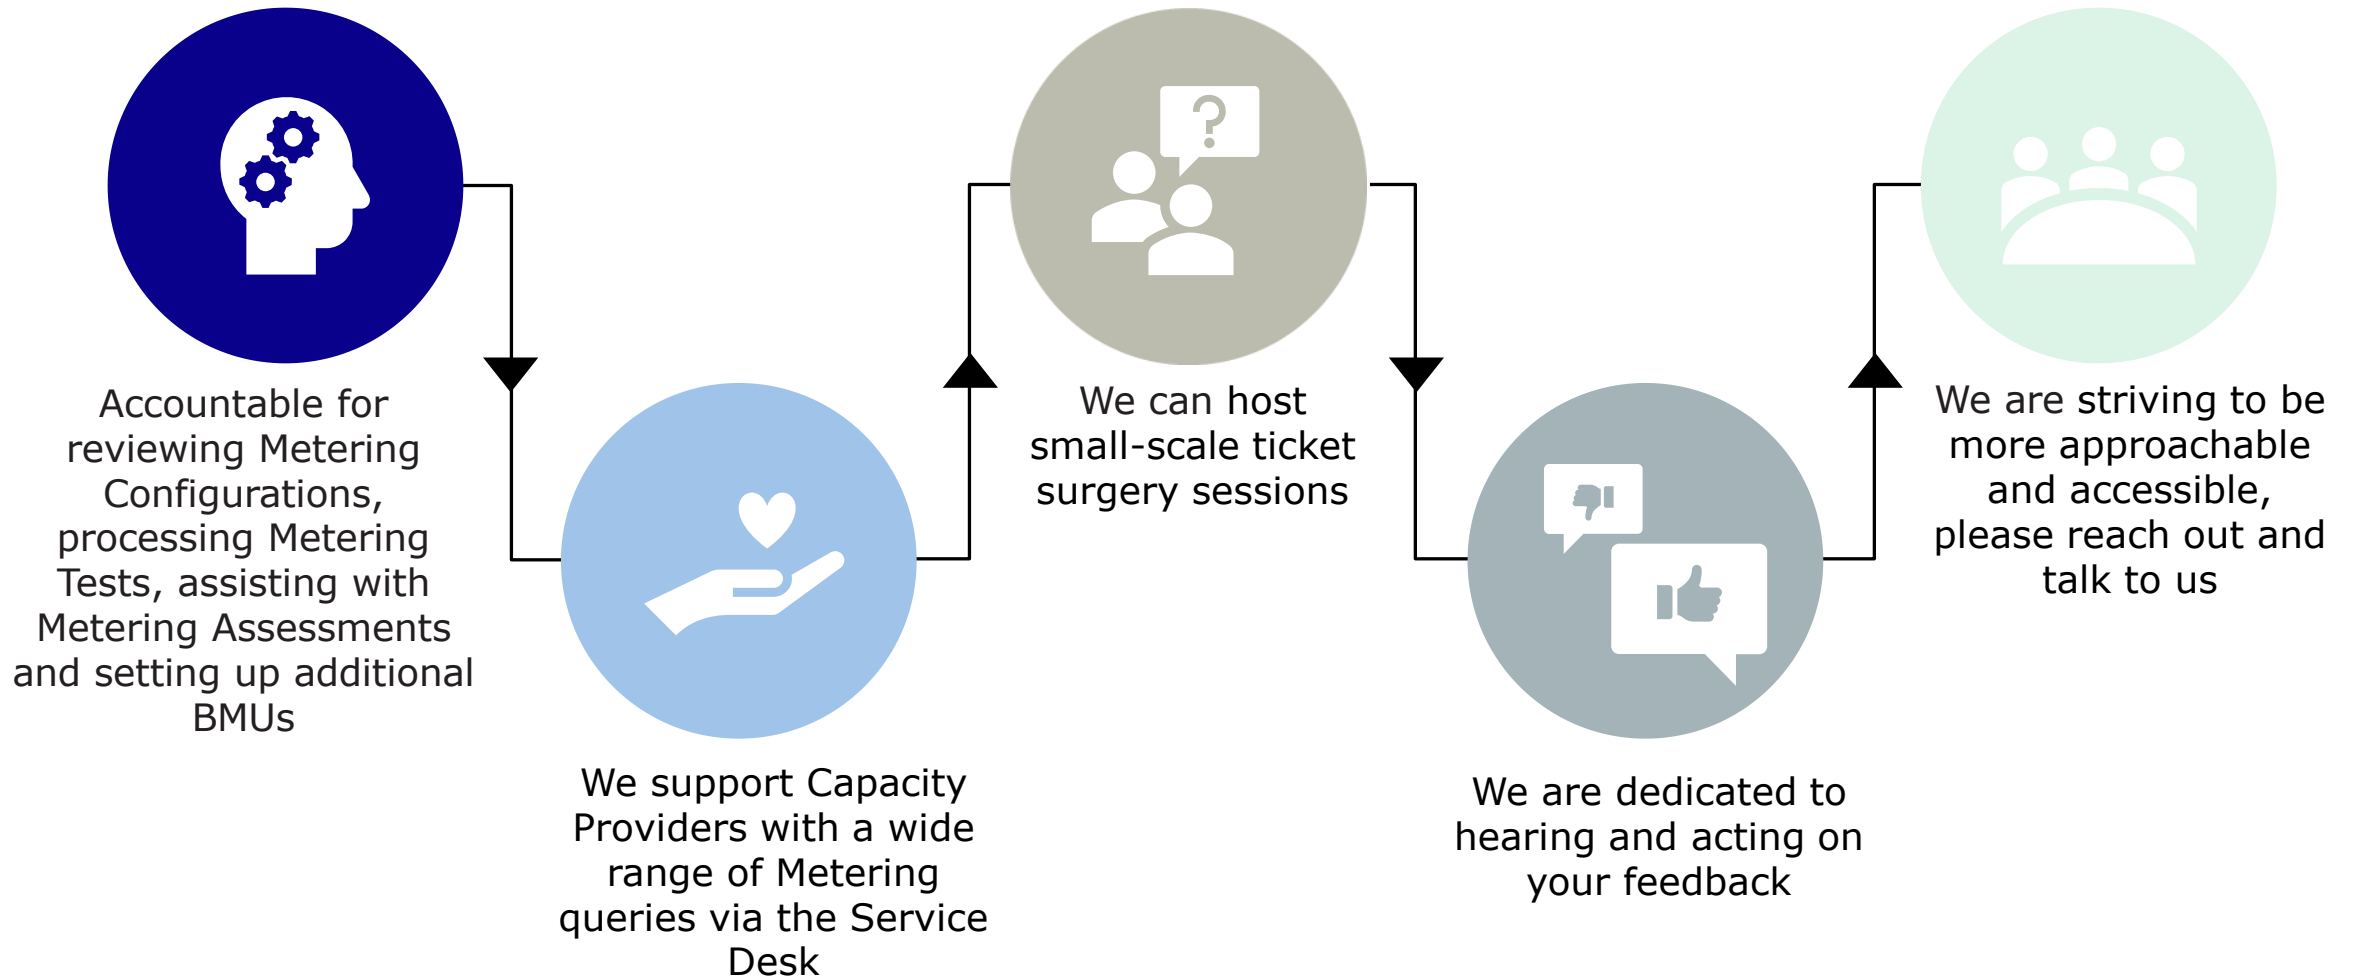 Accountable for
reviewing Metering
Configurations,
processing Metering
Tests, assisting with
Metering Assessments
and setting up additional
BMUs
We support Capacity
Providers with a wide
range of Metering
queries via the Service
Desk
We can host
small-scale ticket
surgery sessions
We are dedicated to
hearing and acting on
your feedback
We are striving to be
more approachable
and accessible,
please reach out and
talk to us